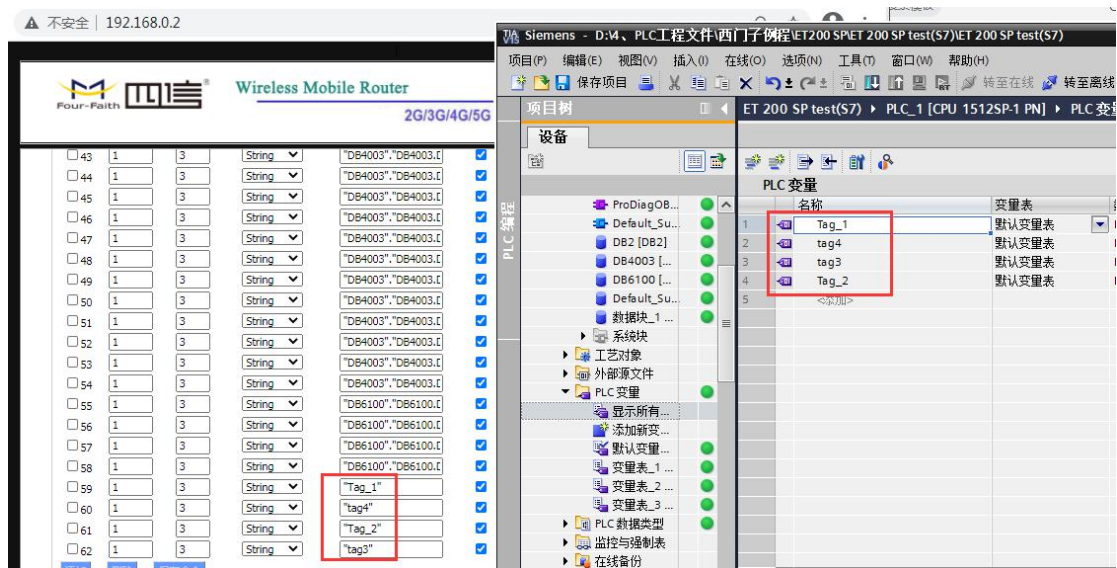 不安全 | 192.168.0.2
Four-Faith 四信®
Wireless Mobile Router
2G/3G/4G/5G
43 1 3 String "DB4003"."DB4003.D
44 1 3 String "DB4003"."DB4003.D
45 1 3 String "DB4003"."DB4003.D
46 1 3 String "DB4003"."DB4003.D
47 1 3 String "DB4003"."DB4003.D
48 1 3 String "DB4003"."DB4003.D
49 1 3 String "DB4003"."DB4003.D
50 1 3 String "DB4003"."DB4003.D
51 1 3 String "DB4003"."DB4003.D
52 1 3 String "DB4003"."DB4003.D
53 1 3 String "DB4003"."DB4003.D
54 1 3 String "DB4003"."DB4003.D
55 1 3 String "DB6100"."DB6100.D
56 1 3 String "DB6100"."DB6100.D
57 1 3 String "DB6100"."DB6100.D
58 1 3 String "DB6100"."DB6100.D
59 1 3 String "Tag_1"
60 1 3 String "tag4"
61 1 3 String "Tag_2"
62 1 3 String "tag3"
Siemens - D:\4、PLC工程文件\西门子例程\ET200 SP\ET 200 SP test(S7)\ET 200 SP test(S7)
项目(P) 编辑(E) 视图(V) 插入(I) 在线(O) 选项(N) 工具(T) 窗口(W) 帮助(H)
保存项目 转至在线 转至离线
项目树
设备
PLC 编程
ProDiagOB...
Default_Su...
DB2 [DB2]
DB4003 [...
DB6100 [...
Default_Su...
数据块_1 ...
系统块
工艺对象
外部源文件
PLC 变量
显示所有...
添加新变...
默认变量...
变量表_1 ...
变量表_2 ...
变量表_3 ...
PLC 数据类型
监控与强制表
在线备份
ET 200 SP test(S7) ▸ PLC_1 [CPU 1512SP-1 PN] ▸ PLC 变
PLC 变量
名称 变量表
1 Tag_1 默认变量表
2 tag4 默认变量表
3 tag3 默认变量表
4 Tag_2 默认变量表
5 <添加>